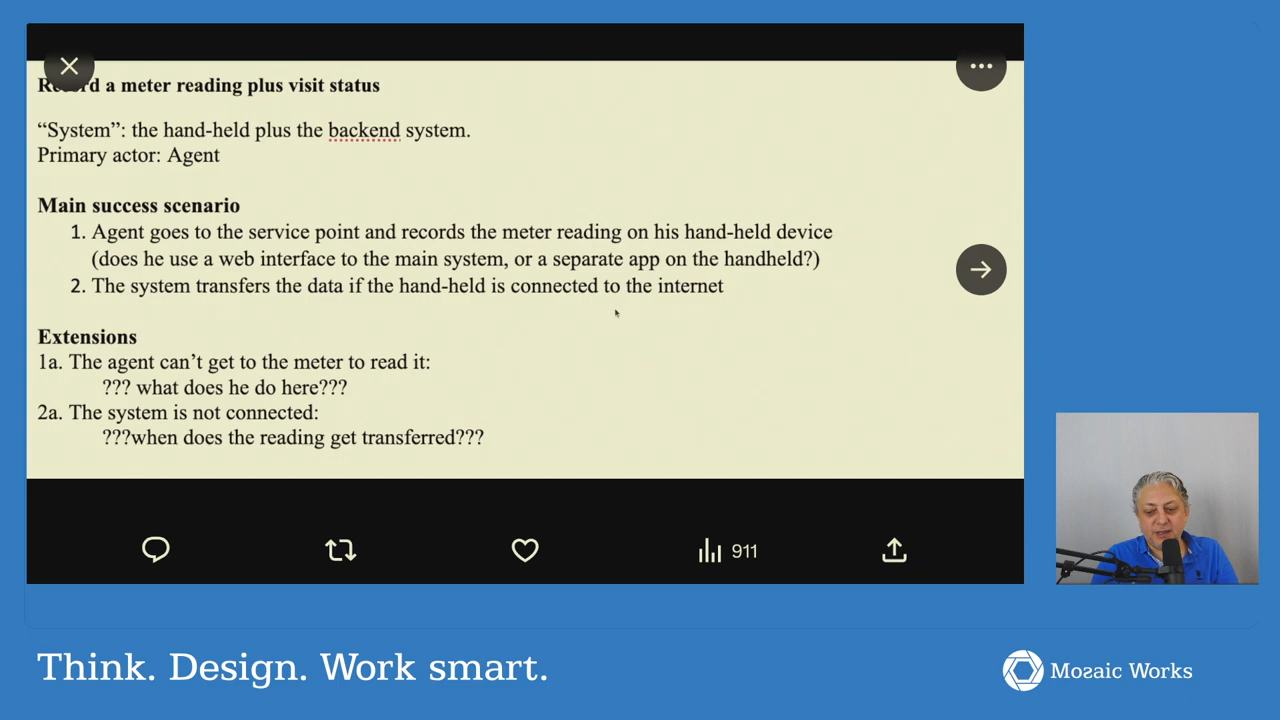 Record a meter reading plus visit status
“System”: the hand-held plus the backend system.
Primary actor: Agent
Main success scenario
1. Agent goes to the service point and records the meter reading on his hand-held device
(does he use a web interface to the main system, or a separate app on the handheld?)
2. The system transfers the data if the hand-held is connected to the internet
Extensions
1a. The agent can’t get to the meter to read it:
??? what does he do here???
2a. The system is not connected:
???when does the reading get transferred???
911
Think. Design. Work smart.
Mosaic Works